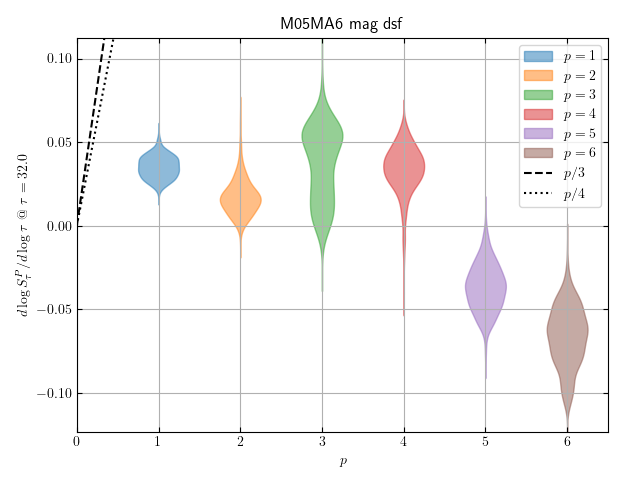 M05MA6 mag dsf
d log S_τ^P / d log τ @ τ = 32.0
0.10
0.05
0.00
−0.05
−0.10
0 1 2 3 4 5 6
p
p = 1
p = 2
p = 3
p = 4
p = 5
p = 6
p/3
p/4